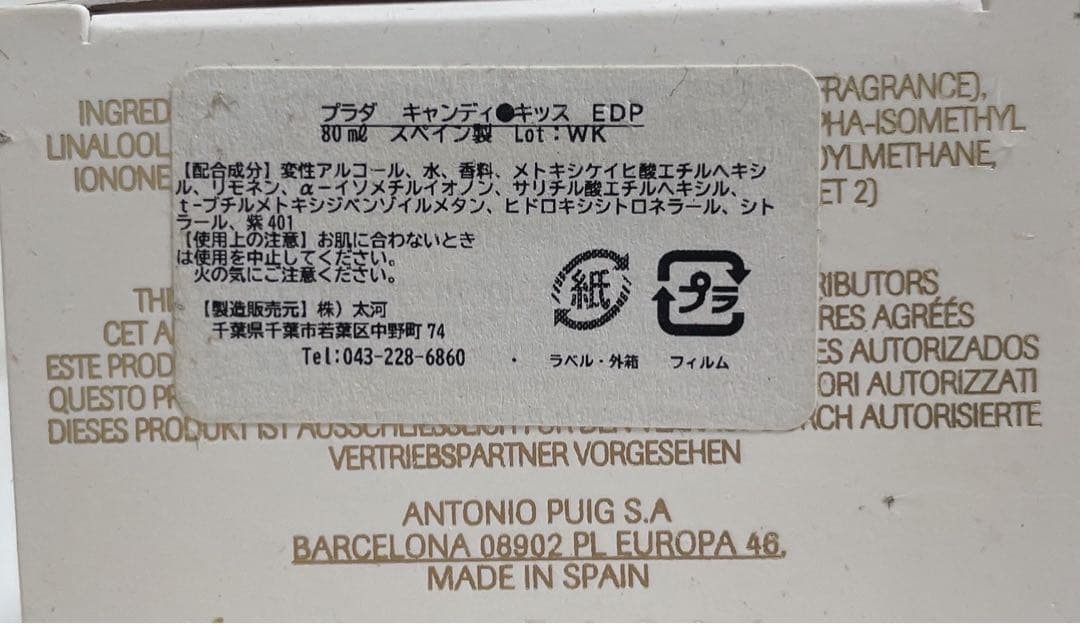 INGRED
FRAGRANCE),
LINALOOL
PHA-ISOMETHYL
IONONE
OYLMETHANE,
ET 2)
プラダ キャンディ●キッス EDP
80㎖ スペイン製 Lot:WK
【配合成分】変性アルコール、水、香料、メトキシケイヒ酸エチルヘキシ
ル、リモネン、α-イソメチルイオノン、サリチル酸エチルヘキシル、
t-ブチルメトキシジベンゾイルメタン、ヒドロキシシトロネラール、シト
ラール、紫401
【使用上の注意】お肌に合わないとき
は使用を中止してください。
火の気にご注意ください。
【製造販売元】株）太河
千葉県千葉市若葉区中野町74
Tel:043-228-6860
紙
プラ
ラベル・外箱 フィルム
THI
RIBUTORS
CET A
RES AGRÉÉS
ESTE PROD
ES AUTORIZADOS
QUESTO PR
ORI AUTORIZZATI
DIESES PRODUKT IST AUSSCHLIESSLICH FÜR DEN
RCH AUTORISIERTE
VERTRIEBSPARTNER VORGESEHEN
ANTONIO PUIG S.A
BARCELONA 08902 PL EUROPA 46,
MADE IN SPAIN